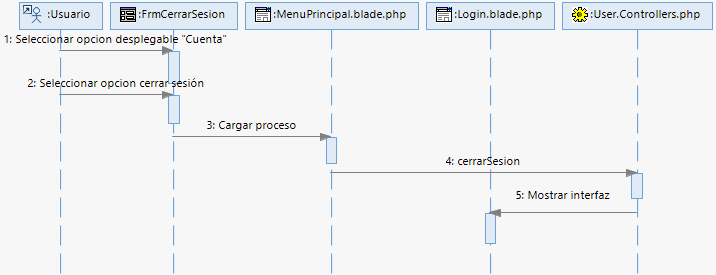 :Usuario
:FrmCerrarSesion
:MenuPrincipal.blade.php
:Login.blade.php
:User.Controllers.php
1: Seleccionar opcion desplegable "Cuenta"
2: Seleccionar opcion cerrar sesión
3: Cargar proceso
4: cerrarSesion
5: Mostrar interfaz